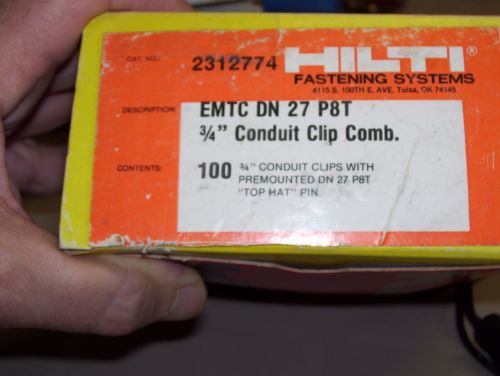 CAT. NO.: 2312774 HILTI®
FASTENING SYSTEMS
4115 S. 100TH E. AVE. Tulsa, OK 74145
DESCRIPTION: EMTC DN 27 P8T
3/4" Conduit Clip Comb.
CONTENTS: 100 3/4" CONDUIT CLIPS WITH
PREMOUNTED DN 27 P8T
"TOP HAT" PIN.